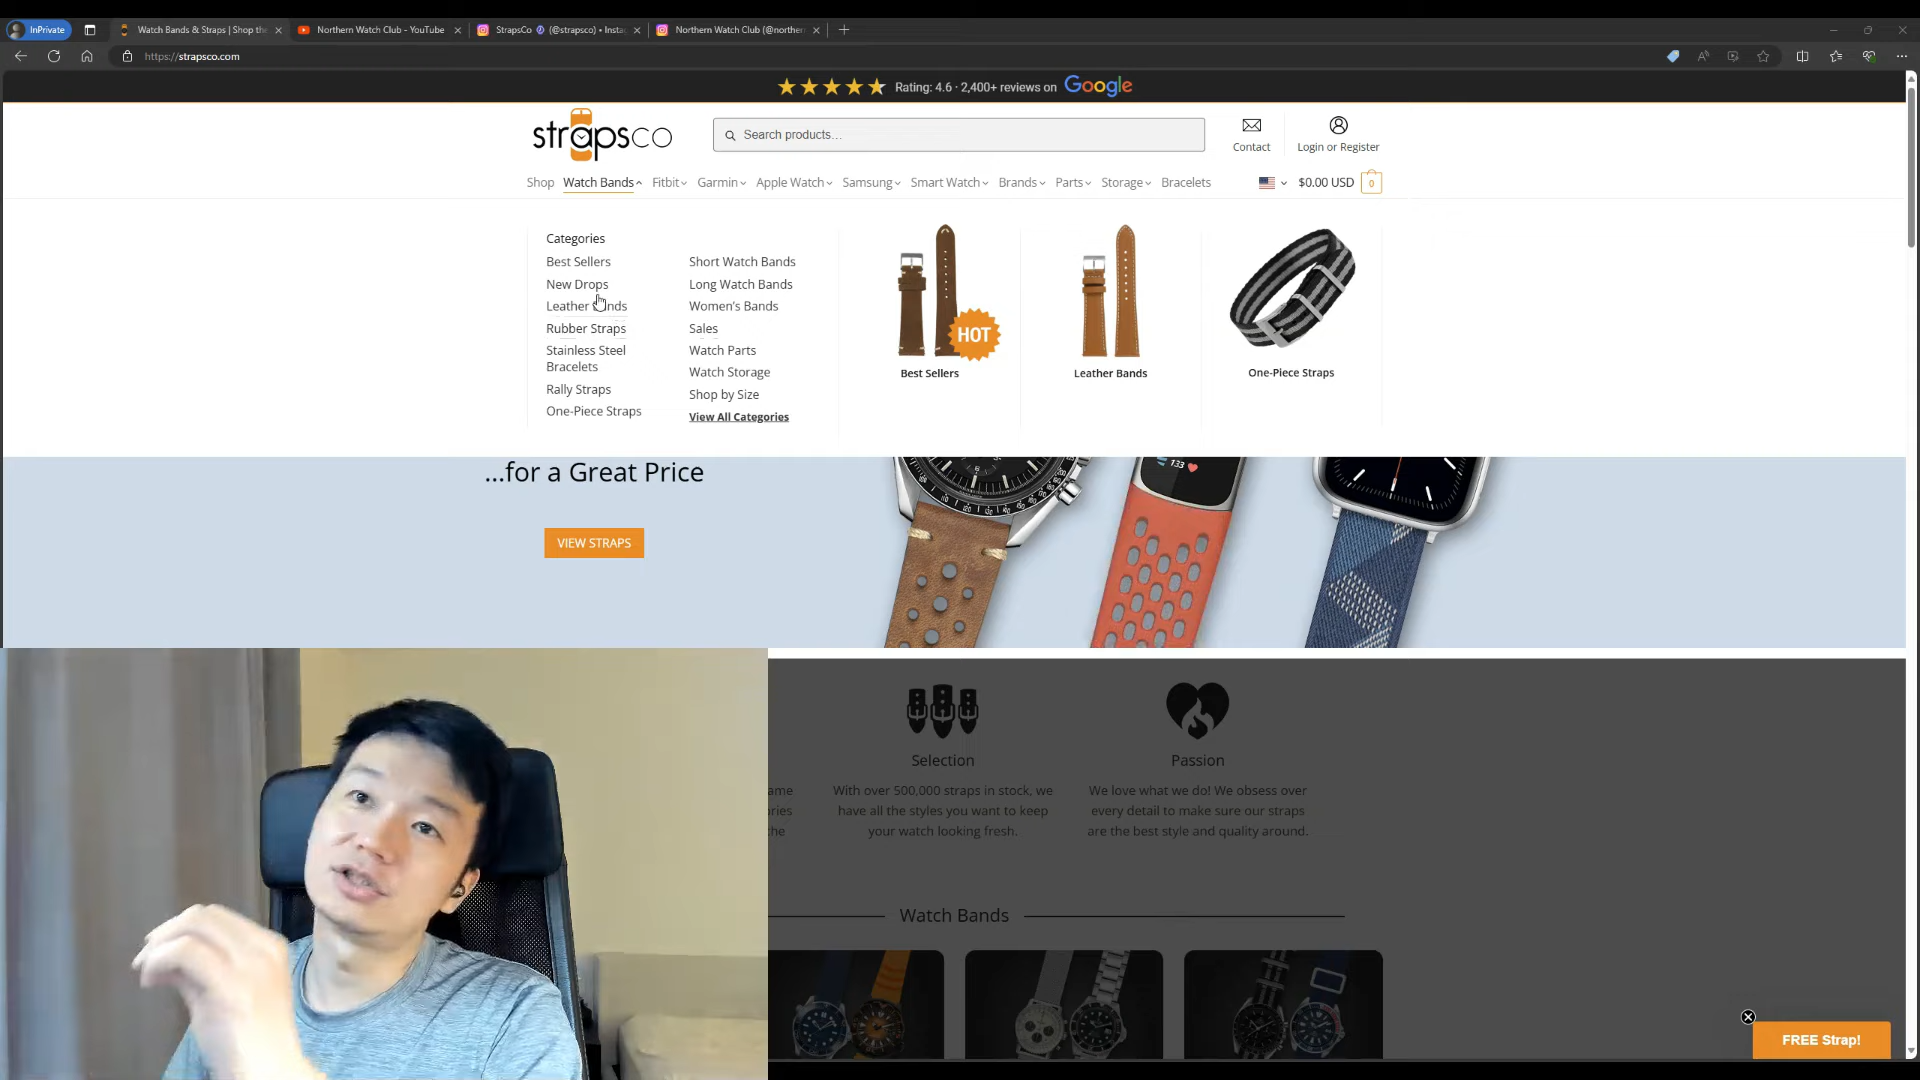 InPrivate
Watch Bands & Straps | Shop the
Northern Watch Club - YouTube
StrapsCo
(@strapsco) • Insta
Northern Watch Club (@norther
https://strapsco.com
Rating: 4.6 · 2,400+ reviews on Google
strapsco
Search products...
Contact
Login or Register
Shop Watch Bands Fitbit Garmin Apple Watch Samsung Smart Watch Brands Parts Storage Bracelets
$0.00 USD 0
Categories
Best Sellers
New Drops
Leather Bands
Rubber Straps
Stainless Steel
Bracelets
Rally Straps
One-Piece Straps
Short Watch Bands
Long Watch Bands
Women's Bands
Sales
Watch Parts
Watch Storage
Shop by Size
View All Categories
HOT
Best Sellers
Leather Bands
One-Piece Straps
...for a Great Price
VIEW STRAPS
133
Selection
With over 500,000 straps in stock, we
have all the styles you want to keep
your watch looking fresh.
Passion
We love what we do! We obsess over
every detail to make sure our straps
are the best style and quality around.
Watch Bands
FREE Strap!